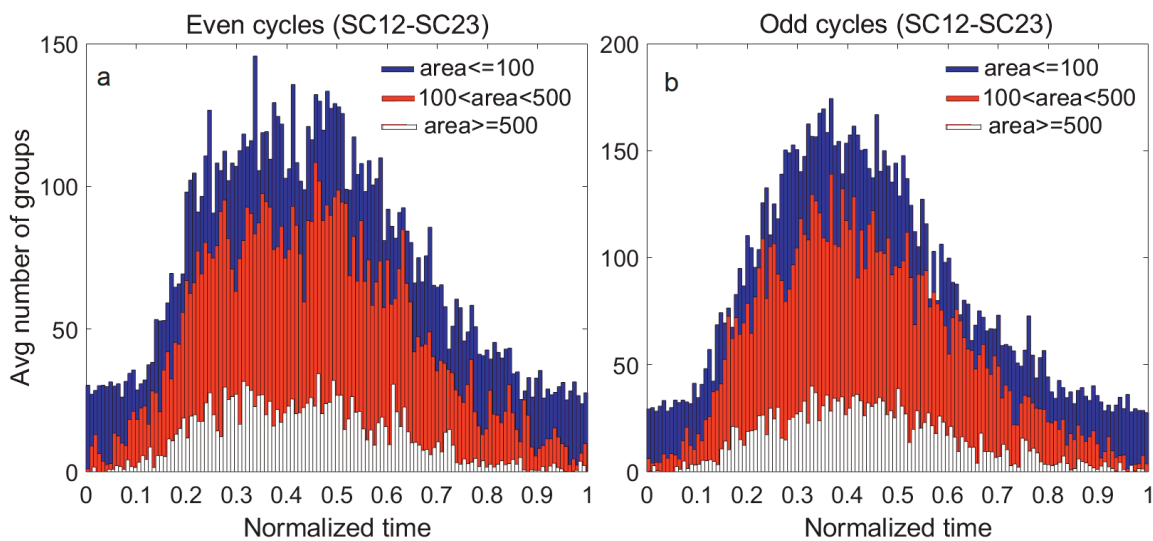 Even cycles (SC12-SC23)
150
100
50
0
Avg number of groups
a
area<=100
100<area<500
area>=500
0 0.1 0.2 0.3 0.4 0.5 0.6 0.7 0.8 0.9 1
Normalized time
Odd cycles (SC12-SC23)
200
150
100
50
0
b
area<=100
100<area<500
area>=500
0 0.1 0.2 0.3 0.4 0.5 0.6 0.7 0.8 0.9 1
Normalized time